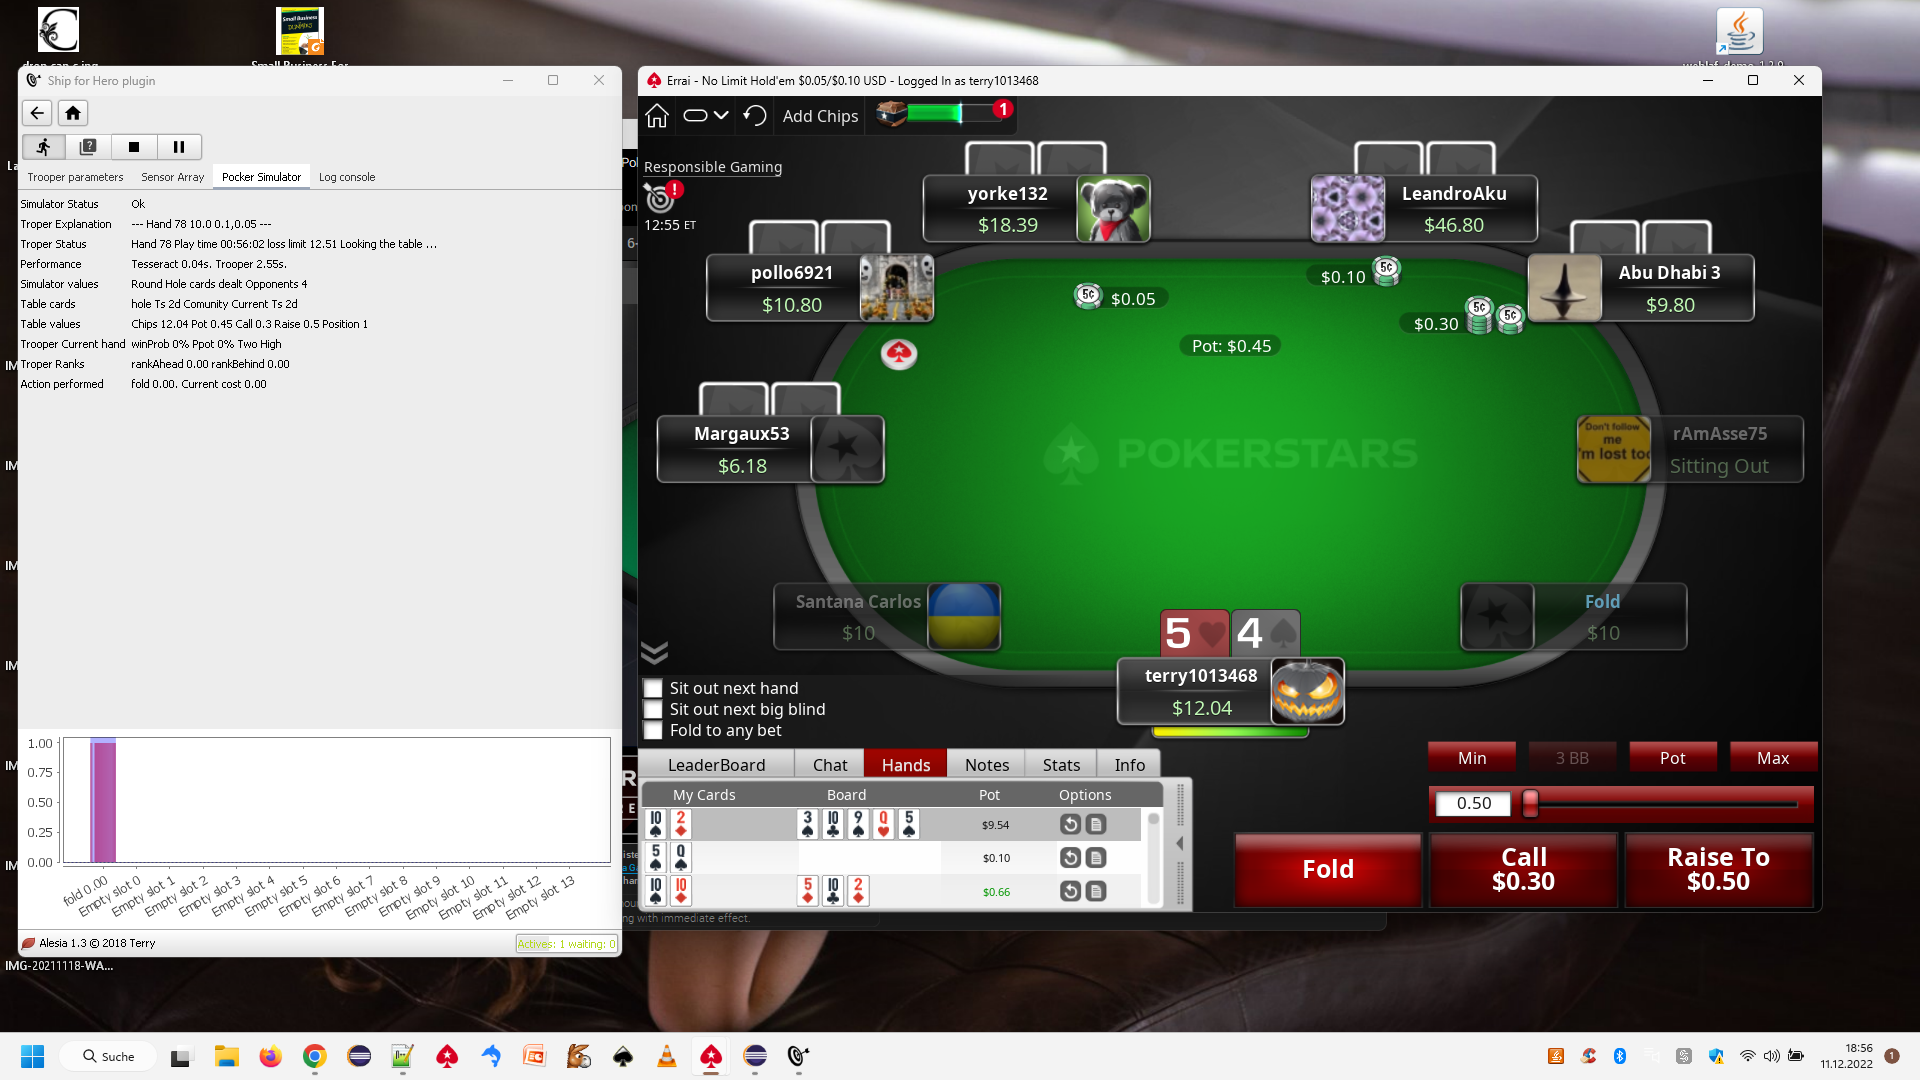 Ship for Hero plugin
Trooper parameters
Sensor Array
Pocker Simulator
Log console
Simulator Status Ok
Troper Explanation --- Hand 78 10.0 0.1,0.05 ---
Troper Status Hand 78 Play time 00:56:02 loss limit 12.51 Looking the table ...
Performance Tesseract 0.04s. Trooper 2.55s.
Simulator values Round Hole cards dealt Opponents 4
Table cards hole Ts 2d Comunity Current Ts 2d
Table values Chips 12.04 Pot 0.45 Call 0.3 Raise 0.5 Position 1
Trooper Current hand winProb 0% Ppot 0% Two High
Troper Ranks rankAhead 0.00 rankBehind 0.00
Action performed fold 0.00. Current cost 0.00
1.00
0.75
0.50
0.25
0.00
fold 0.00
Empty slot 0
Empty slot 1
Empty slot 2
Empty slot 3
Empty slot 4
Empty slot 5
Empty slot 6
Empty slot 7
Empty slot 8
Empty slot 9
Empty slot 10
Empty slot 11
Empty slot 12
Empty slot 13
Alesia 1.3 © 2018 Terry
Actives: 1 waiting: 0
IMG-20211118-WA...
Errai - No Limit Hold'em $0.05/$0.10 USD - Logged In as terry1013468
Add Chips
1
Responsible Gaming
12:55 ET
yorke132
$18.39
LeandroAku
$46.80
pollo6921
$10.80
Abu Dhabi 3
$9.80
$0.05
$0.10
$0.30
Pot: $0.45
Margaux53
$6.18
POKERSTARS
Don't follow
me
I'm lost too
rAmAsse75
Sitting Out
Santana Carlos
$10
Fold
$10
5 4
terry1013468
$12.04
Sit out next hand
Sit out next big blind
Fold to any bet
LeaderBoard
Chat
Hands
Notes
Stats
Info
My Cards Board Pot Options
10 2 3 10 9 Q 5 $9.54
5 Q $0.10
10 10 5 10 2 $0.66
Min
3 BB
Pot
Max
0.50
Fold
Call
$0.30
Raise To
$0.50
ng with immediate effect.
Suche
18:56
11.12.2022
1